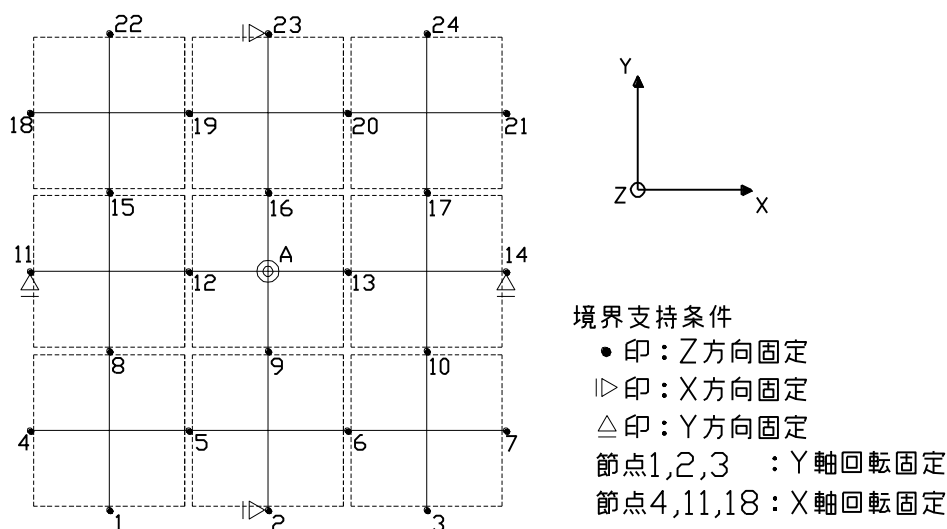 22 23 24
18 19 20 21
15 16 17
11 12 A 13 14
8 9 10
4 5 6 7
1 2 3
Y
Z X
境界支持条件
●印：Z方向固定
印：X方向固定
△印：Y方向固定
節点1,2,3 ：Y軸回転固定
節点4,11,18：X軸回転固定